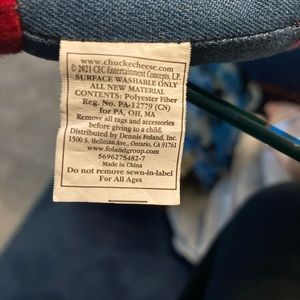 www.chuckecheese.com
© 2021 CEC Entertainment Concepts, L.P.
SURFACE WASHABLE ONLY
ALL NEW MATERIAL
CONTENTS: Polyester Fiber
Reg. No. PA-12779 (CN)
for PA, OH, MA
Remove all tags and accessories
before giving to a child.
Distributed by Dennis Foland, Inc.
1500 S. Hellman Ave., Ontario, CA 91761
www.folandgroup.com
5696275482-7
Made in China
Do not remove sewn-in-label
For All Ages